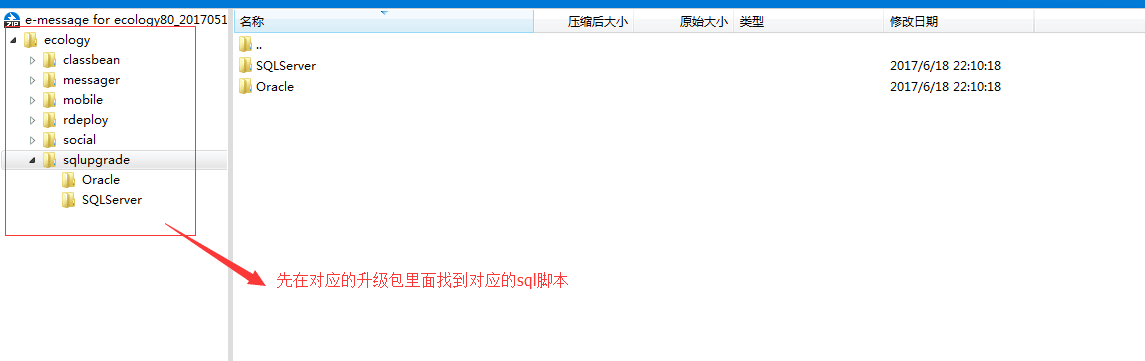 e-message for ecology80_2017051
ecology
classbean
messager
mobile
rdeploy
social
sqlupgrade
Oracle
SQLServer
名称 压缩后大小 原始大小 类型 修改日期
..
SQLServer 2017/6/18 22:10:18
Oracle 2017/6/18 22:10:18
先在对应的升级包里面找到对应的sql脚本